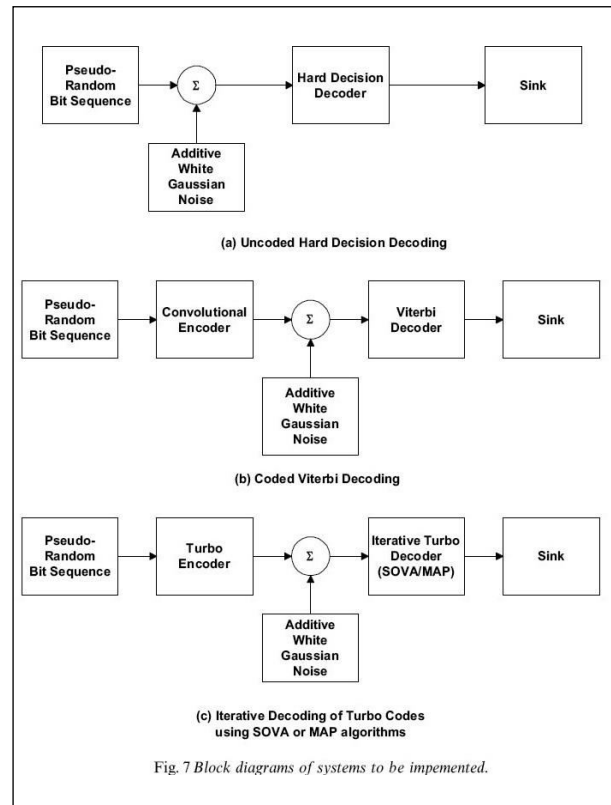 Pseudo-
Random
Bit Sequence
Σ
Hard Decision
Decoder
Sink
Additive
White
Gaussian
Noise
(a) Uncoded Hard Decision Decoding
Pseudo-
Random
Bit Sequence
Convolutional
Encoder
Σ
Viterbi
Decoder
Sink
Additive
White
Gaussian
Noise
(b) Coded Viterbi Decoding
Pseudo-
Random
Bit Sequence
Turbo
Encoder
Σ
Iterative Turbo
Decoder
(SOVA/MAP)
Sink
Additive
White
Gaussian
Noise
(c) Iterative Decoding of Turbo Codes
using SOVA or MAP algorithms
Fig. 7 Block diagrams of systems to be impemented.